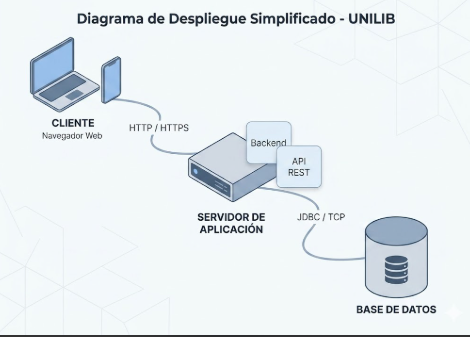 Diagrama de Despliegue Simplificado - UNILIB
CLIENTE
Navegador Web
HTTP / HTTPS
Backend
API
REST
SERVIDOR DE
APLICACIÓN
JDBC / TCP
BASE DE DATOS